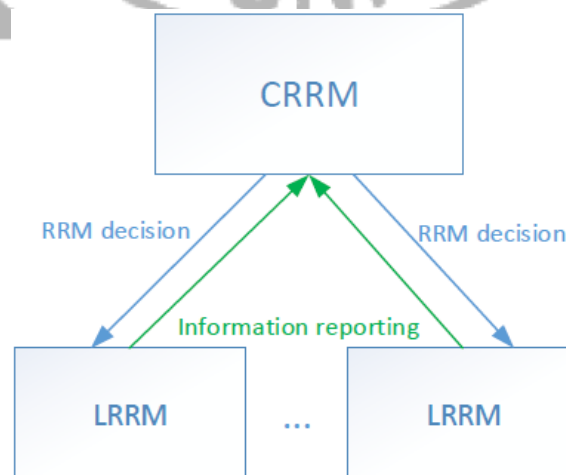 CRRM
RRM decision
RRM decision
Information reporting
LRRM
...
LRRM